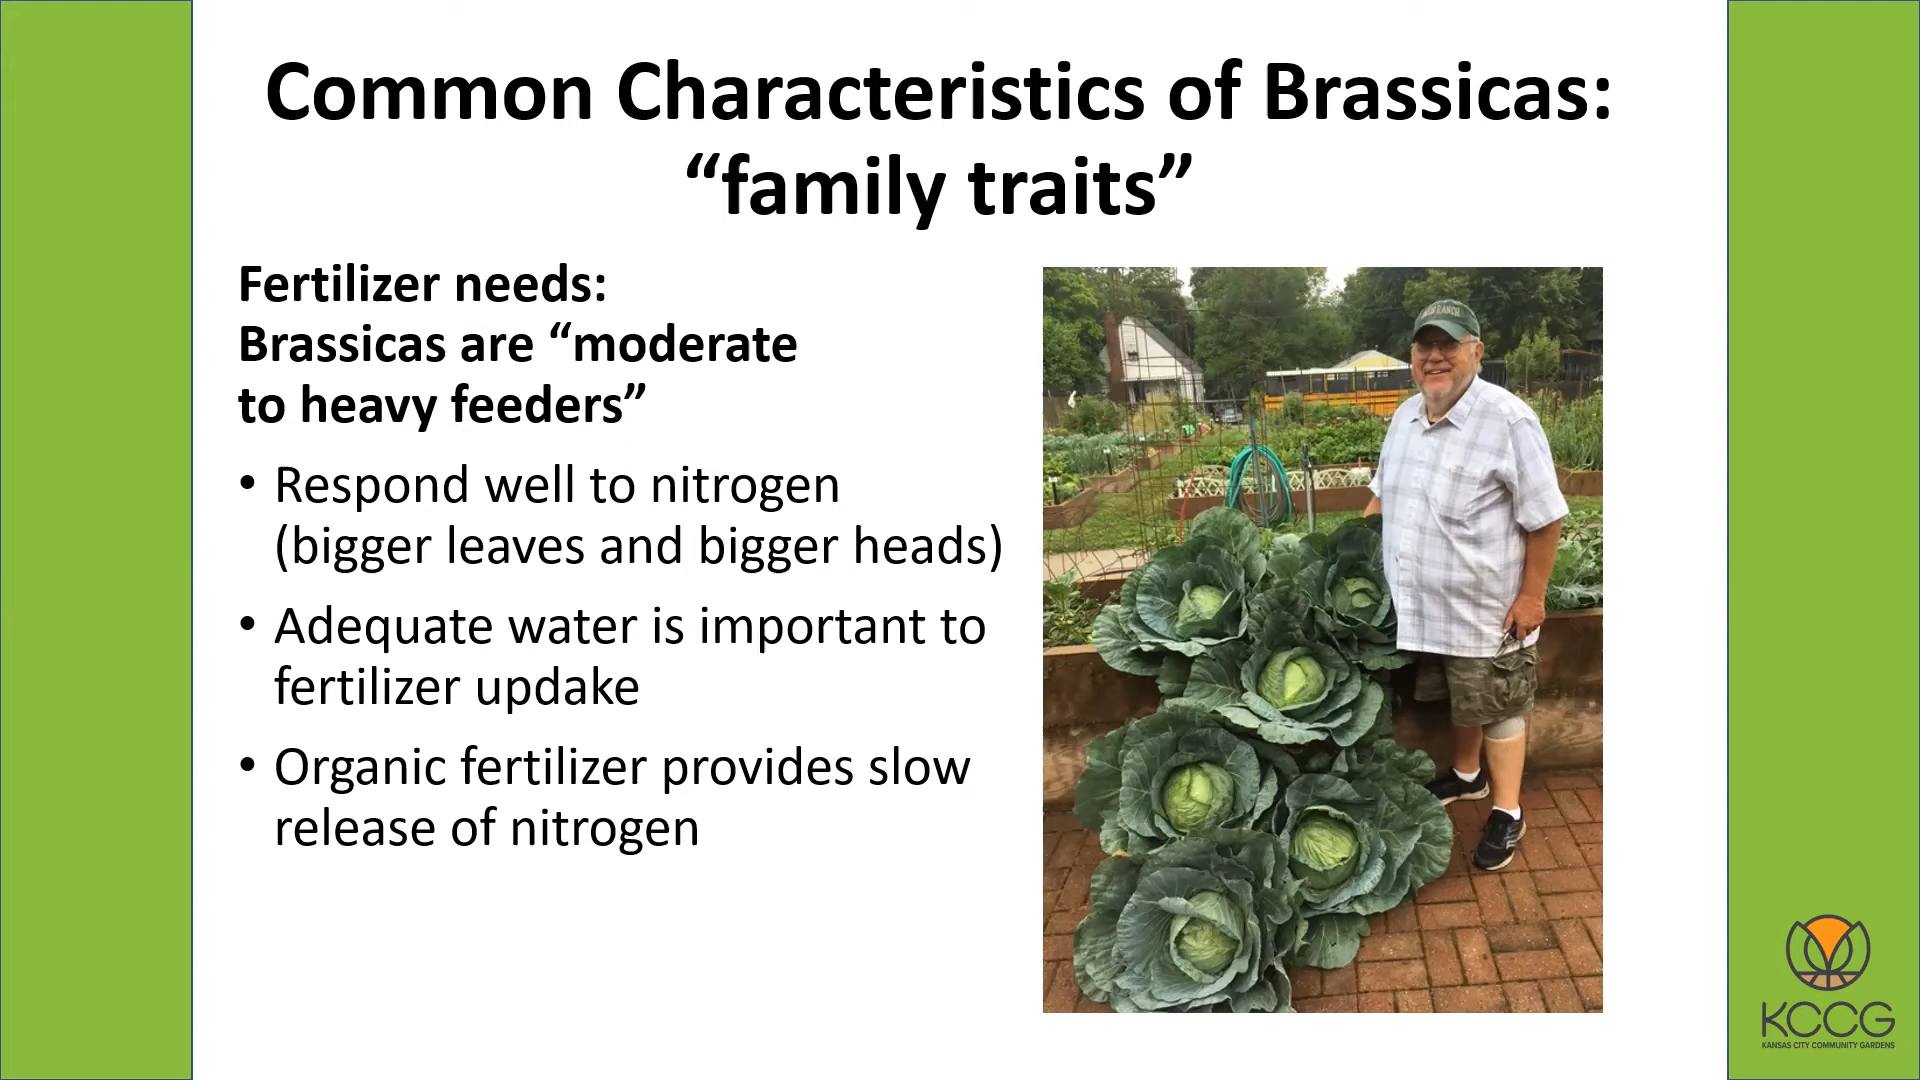 Common Characteristics of Brassicas:
“family traits”
Fertilizer needs:
Brassicas are “moderate
to heavy feeders”
• Respond well to nitrogen
(bigger leaves and bigger heads)
• Adequate water is important to
fertilizer updake
• Organic fertilizer provides slow
release of nitrogen
KCCG
KANSAS CITY COMMUNITY GARDENS